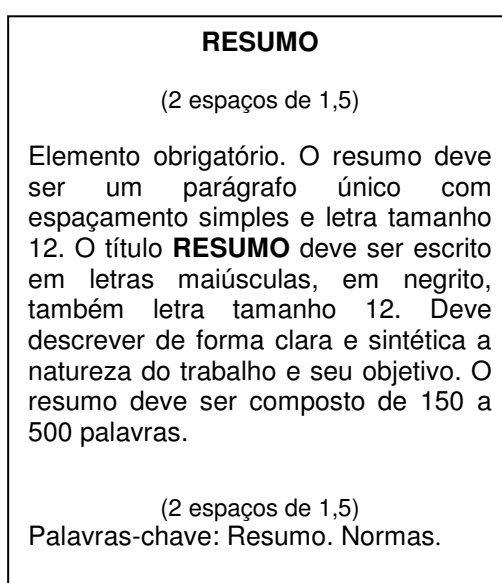 RESUMO
(2 espaços de 1,5)
Elemento obrigatório. O resumo deve
ser um parágrafo único com
espaçamento simples e letra tamanho
12. O título RESUMO deve ser escrito
em letras maiúsculas, em negrito,
também letra tamanho 12. Deve
descrever de forma clara e sintética a
natureza do trabalho e seu objetivo. O
resumo deve ser composto de 150 a
500 palavras.
(2 espaços de 1,5)
Palavras-chave: Resumo. Normas.